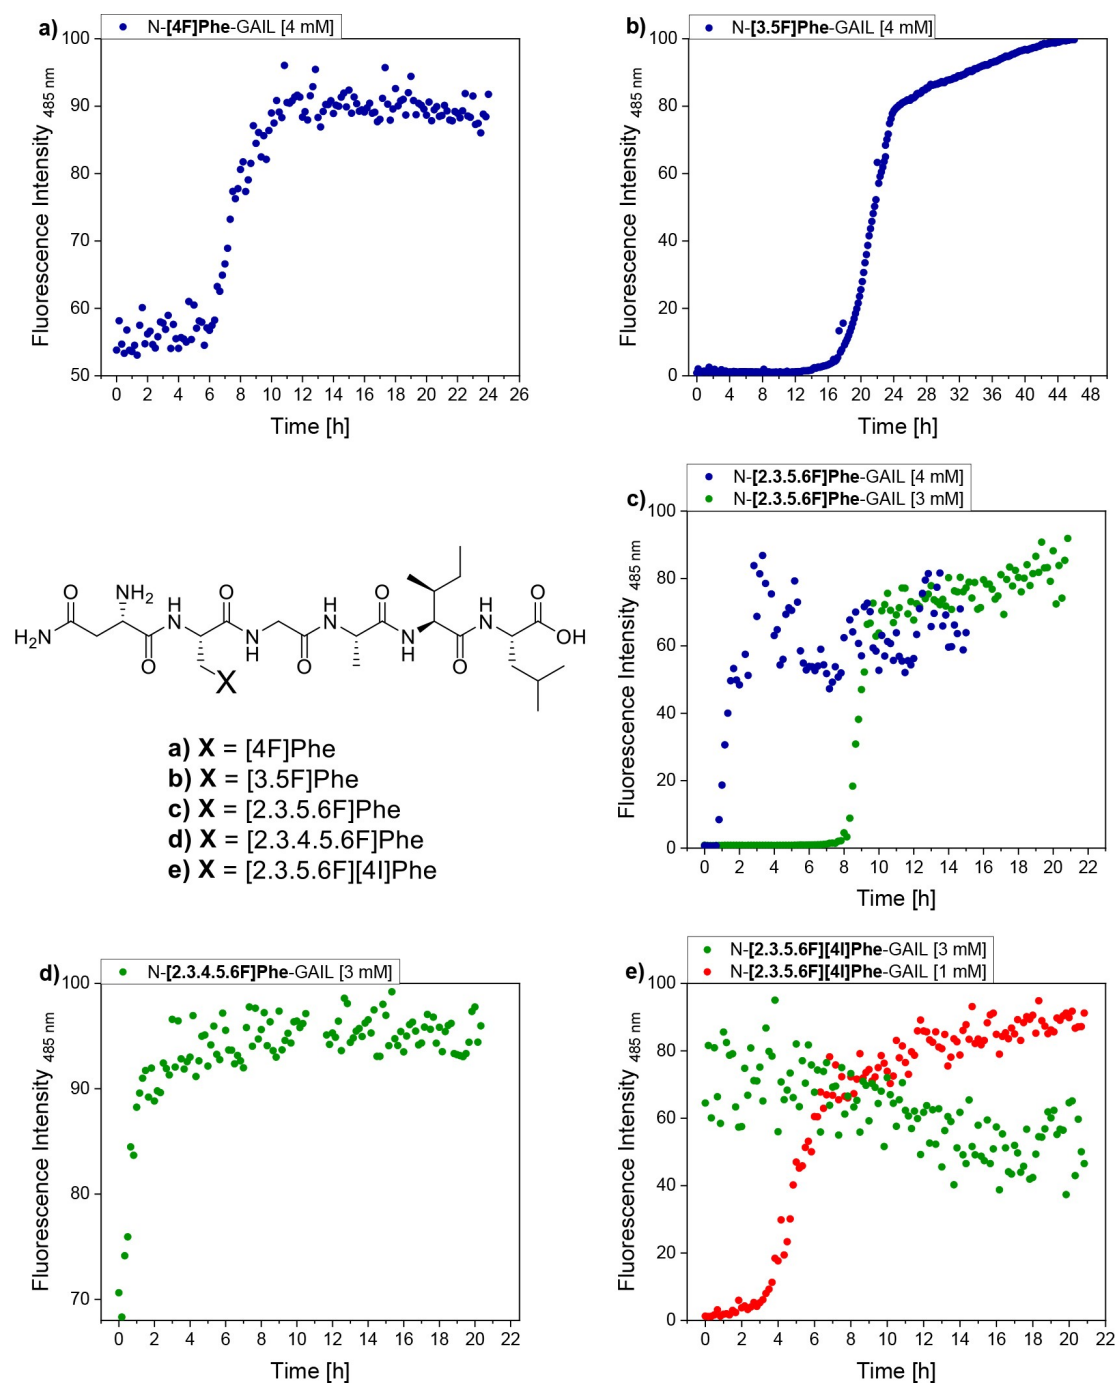 a)
N-[4F]Phe-GAIL [4 mM]
100
90
80
70
60
50
Fluorescence Intensity 485 nm
0 2 4 6 8 10 12 14 16 18 20 22 24 26
Time [h]
b)
N-[3.5F]Phe-GAIL [4 mM]
100
80
60
40
20
0
Fluorescence Intensity 485 nm
0 4 8 12 16 20 24 28 32 36 40 44 48
Time [h]
O NH2 H O H O H O
H2N N N N OH
O N O N O
H H
X
a) X = [4F]Phe
b) X = [3.5F]Phe
c) X = [2.3.5.6F]Phe
d) X = [2.3.4.5.6F]Phe
e) X = [2.3.5.6F][4I]Phe
c)
N-[2.3.5.6F]Phe-GAIL [4 mM]
N-[2.3.5.6F]Phe-GAIL [3 mM]
100
80
60
40
20
0
Fluorescence Intensity 485 nm
0 2 4 6 8 10 12 14 16 18 20 22
Time [h]
d)
N-[2.3.4.5.6F]Phe-GAIL [3 mM]
100
90
80
70
Fluorescence Intensity 485 nm
0 2 4 6 8 10 12 14 16 18 20 22
Time [h]
e)
N-[2.3.5.6F][4I]Phe-GAIL [3 mM]
N-[2.3.5.6F][4I]Phe-GAIL [1 mM]
100
80
60
40
20
0
Fluorescence Intensity 485 nm
0 2 4 6 8 10 12 14 16 18 20 22
Time [h]